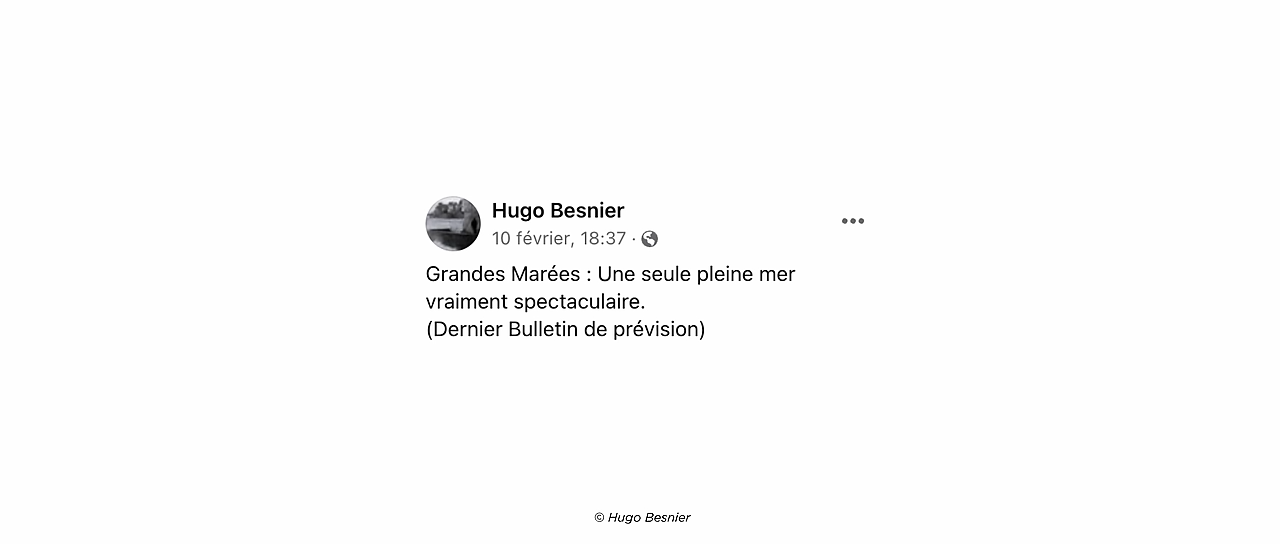 Hugo Besnier
10 février, 18:37 ·
Grandes Marées : Une seule pleine mer
vraiment spectaculaire.
(Dernier Bulletin de prévision)
© Hugo Besnier